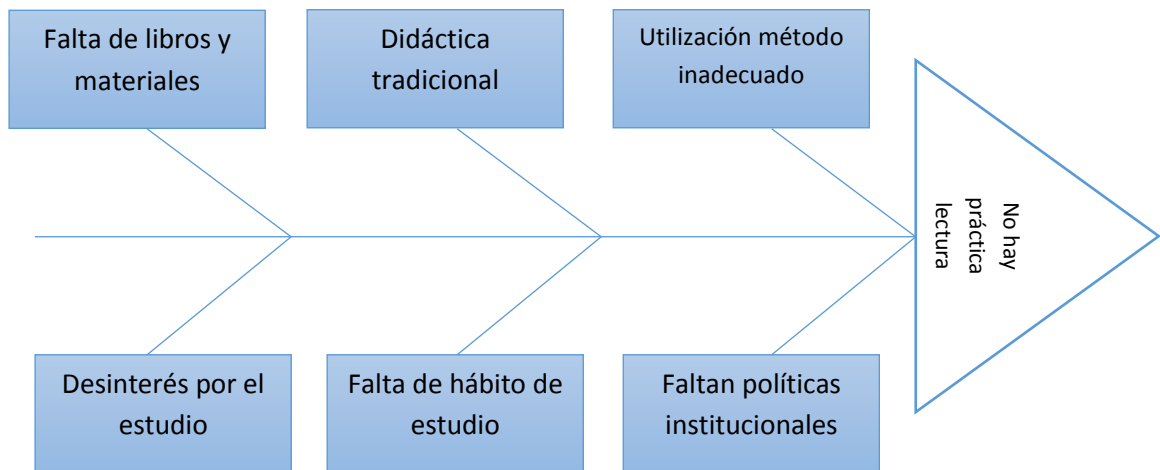 Falta de libros y
materiales
Didáctica
tradicional
Utilización método
inadecuado
No hay
práctica
lectura
Desinterés por el
estudio
Falta de hábito de
estudio
Faltan políticas
institucionales